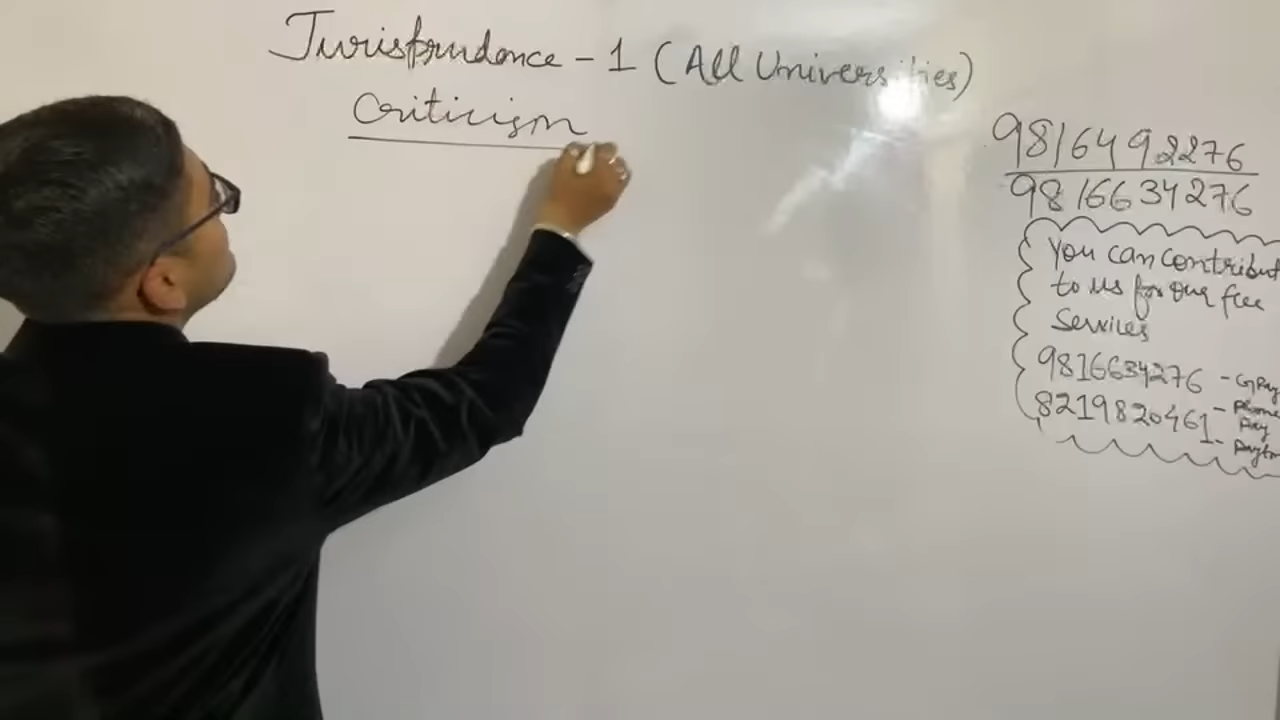 Jurisprudence - 1 (All Universities)
Criticism
9816492276
9816634276
You can contribut
to us for our free
Services
9816634276 - GPay
8219820461 - Phone
Pay
- Paytm